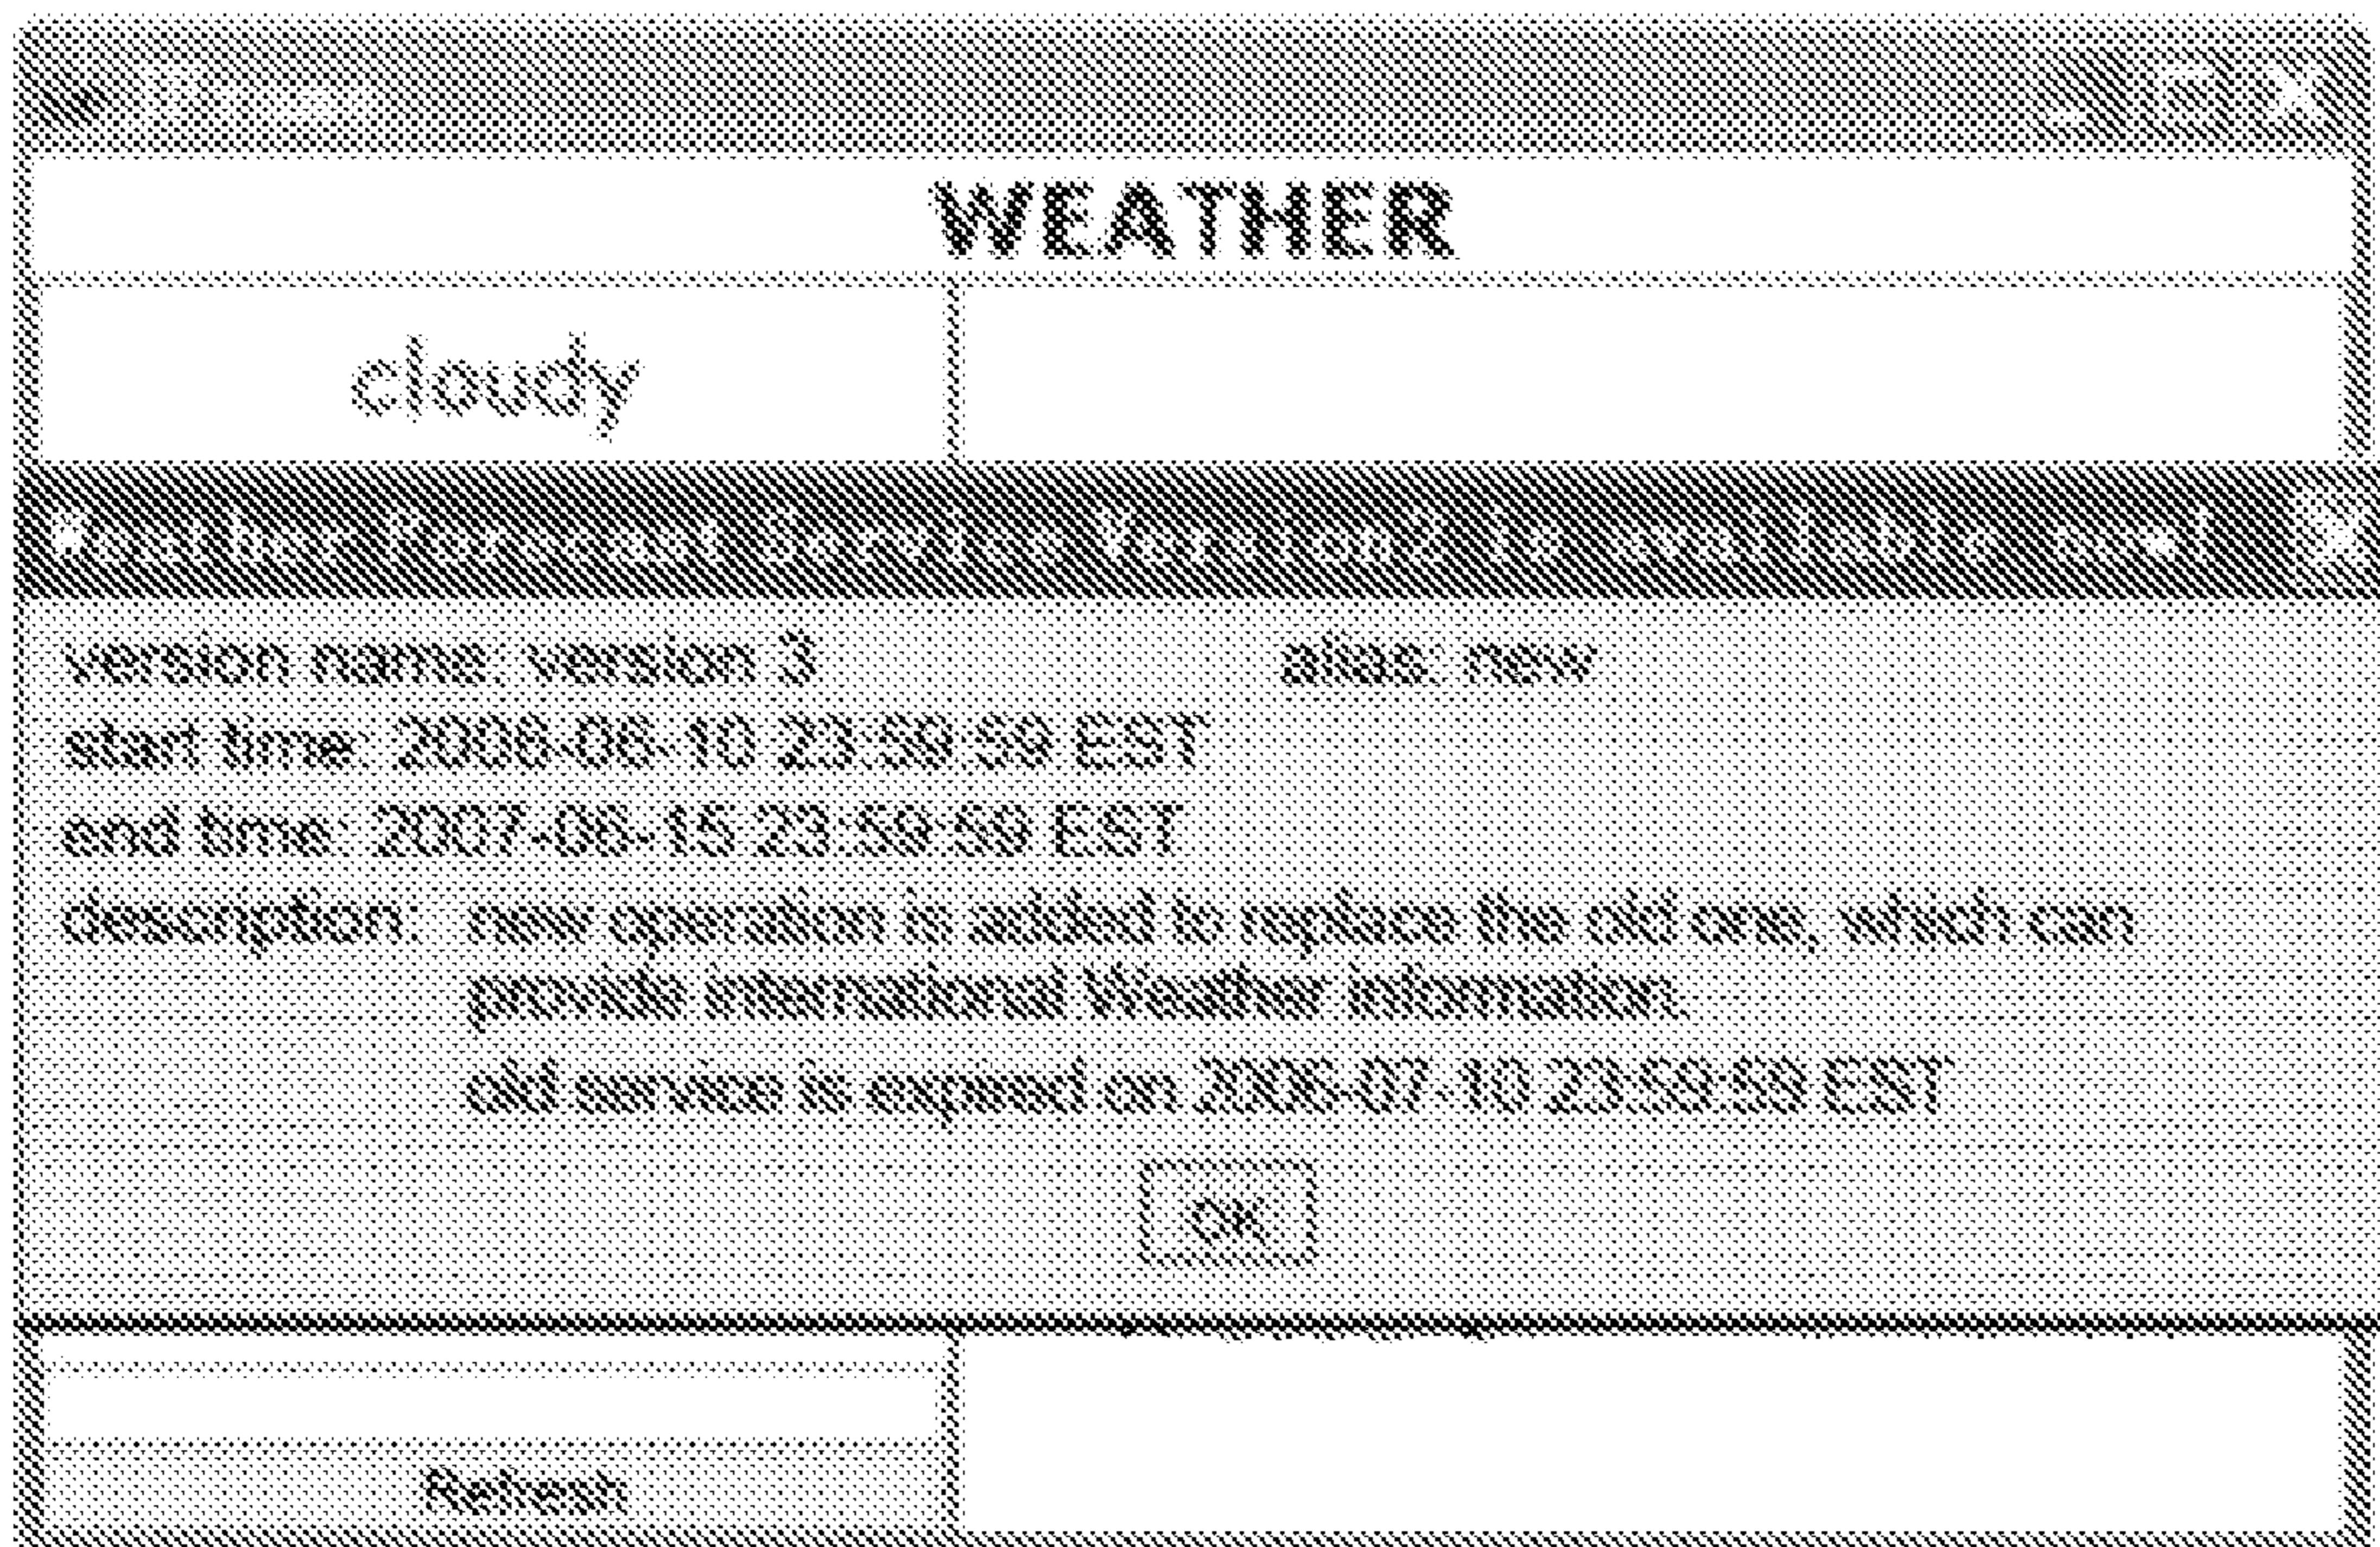 WEATHER
cloudy
version name: version 3 alias: new
start time: 2006-06-10 23:59:59 EST
end time: 2007-06-15 23:59:59 EST
description: new operation is added to replace the old one, which can
provide international Weather information.
old service is expired on 2006-07-10 23:59:59 EST
OK
Refresh